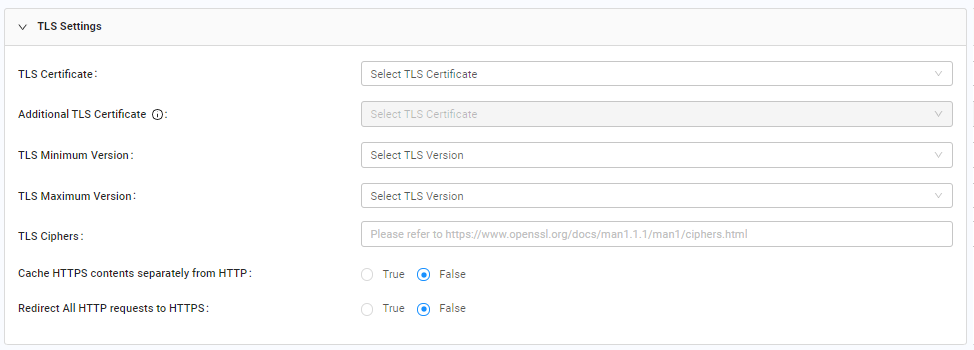 TLS Settings
TLS Certificate: Select TLS Certificate
Additional TLS Certificate : Select TLS Certificate
TLS Minimum Version: Select TLS Version
TLS Maximum Version: Select TLS Version
TLS Ciphers: Please refer to https://www.openssl.org/docs/man1.1.1/man1/ciphers.html
Cache HTTPS contents separately from HTTP: True False
Redirect All HTTP requests to HTTPS: True False